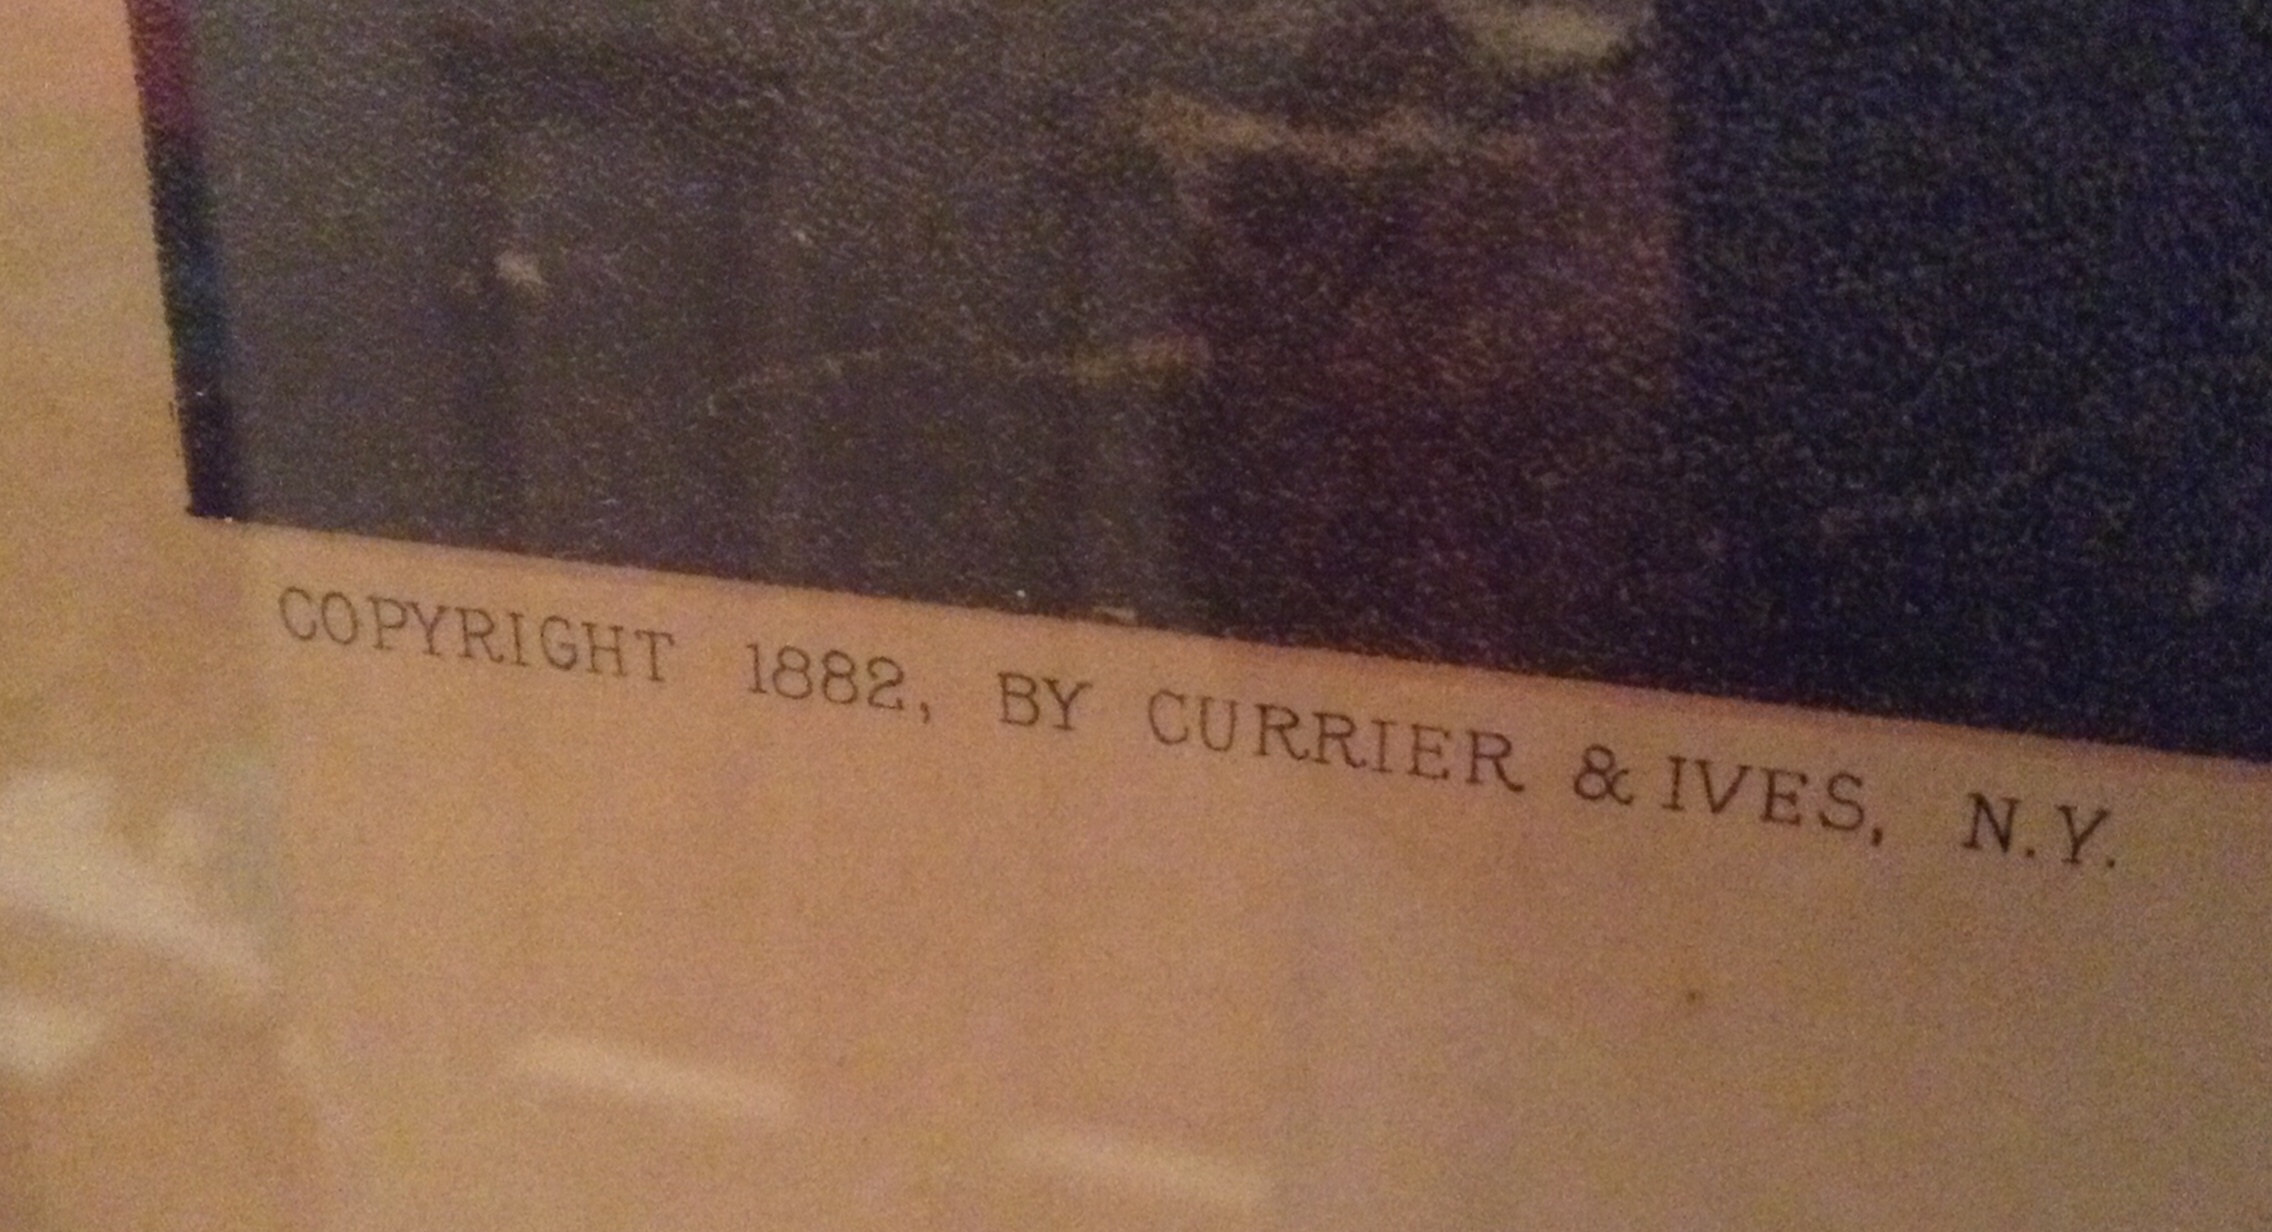 COPYRIGHT 1882, BY CURRIER & IVES, N.Y.